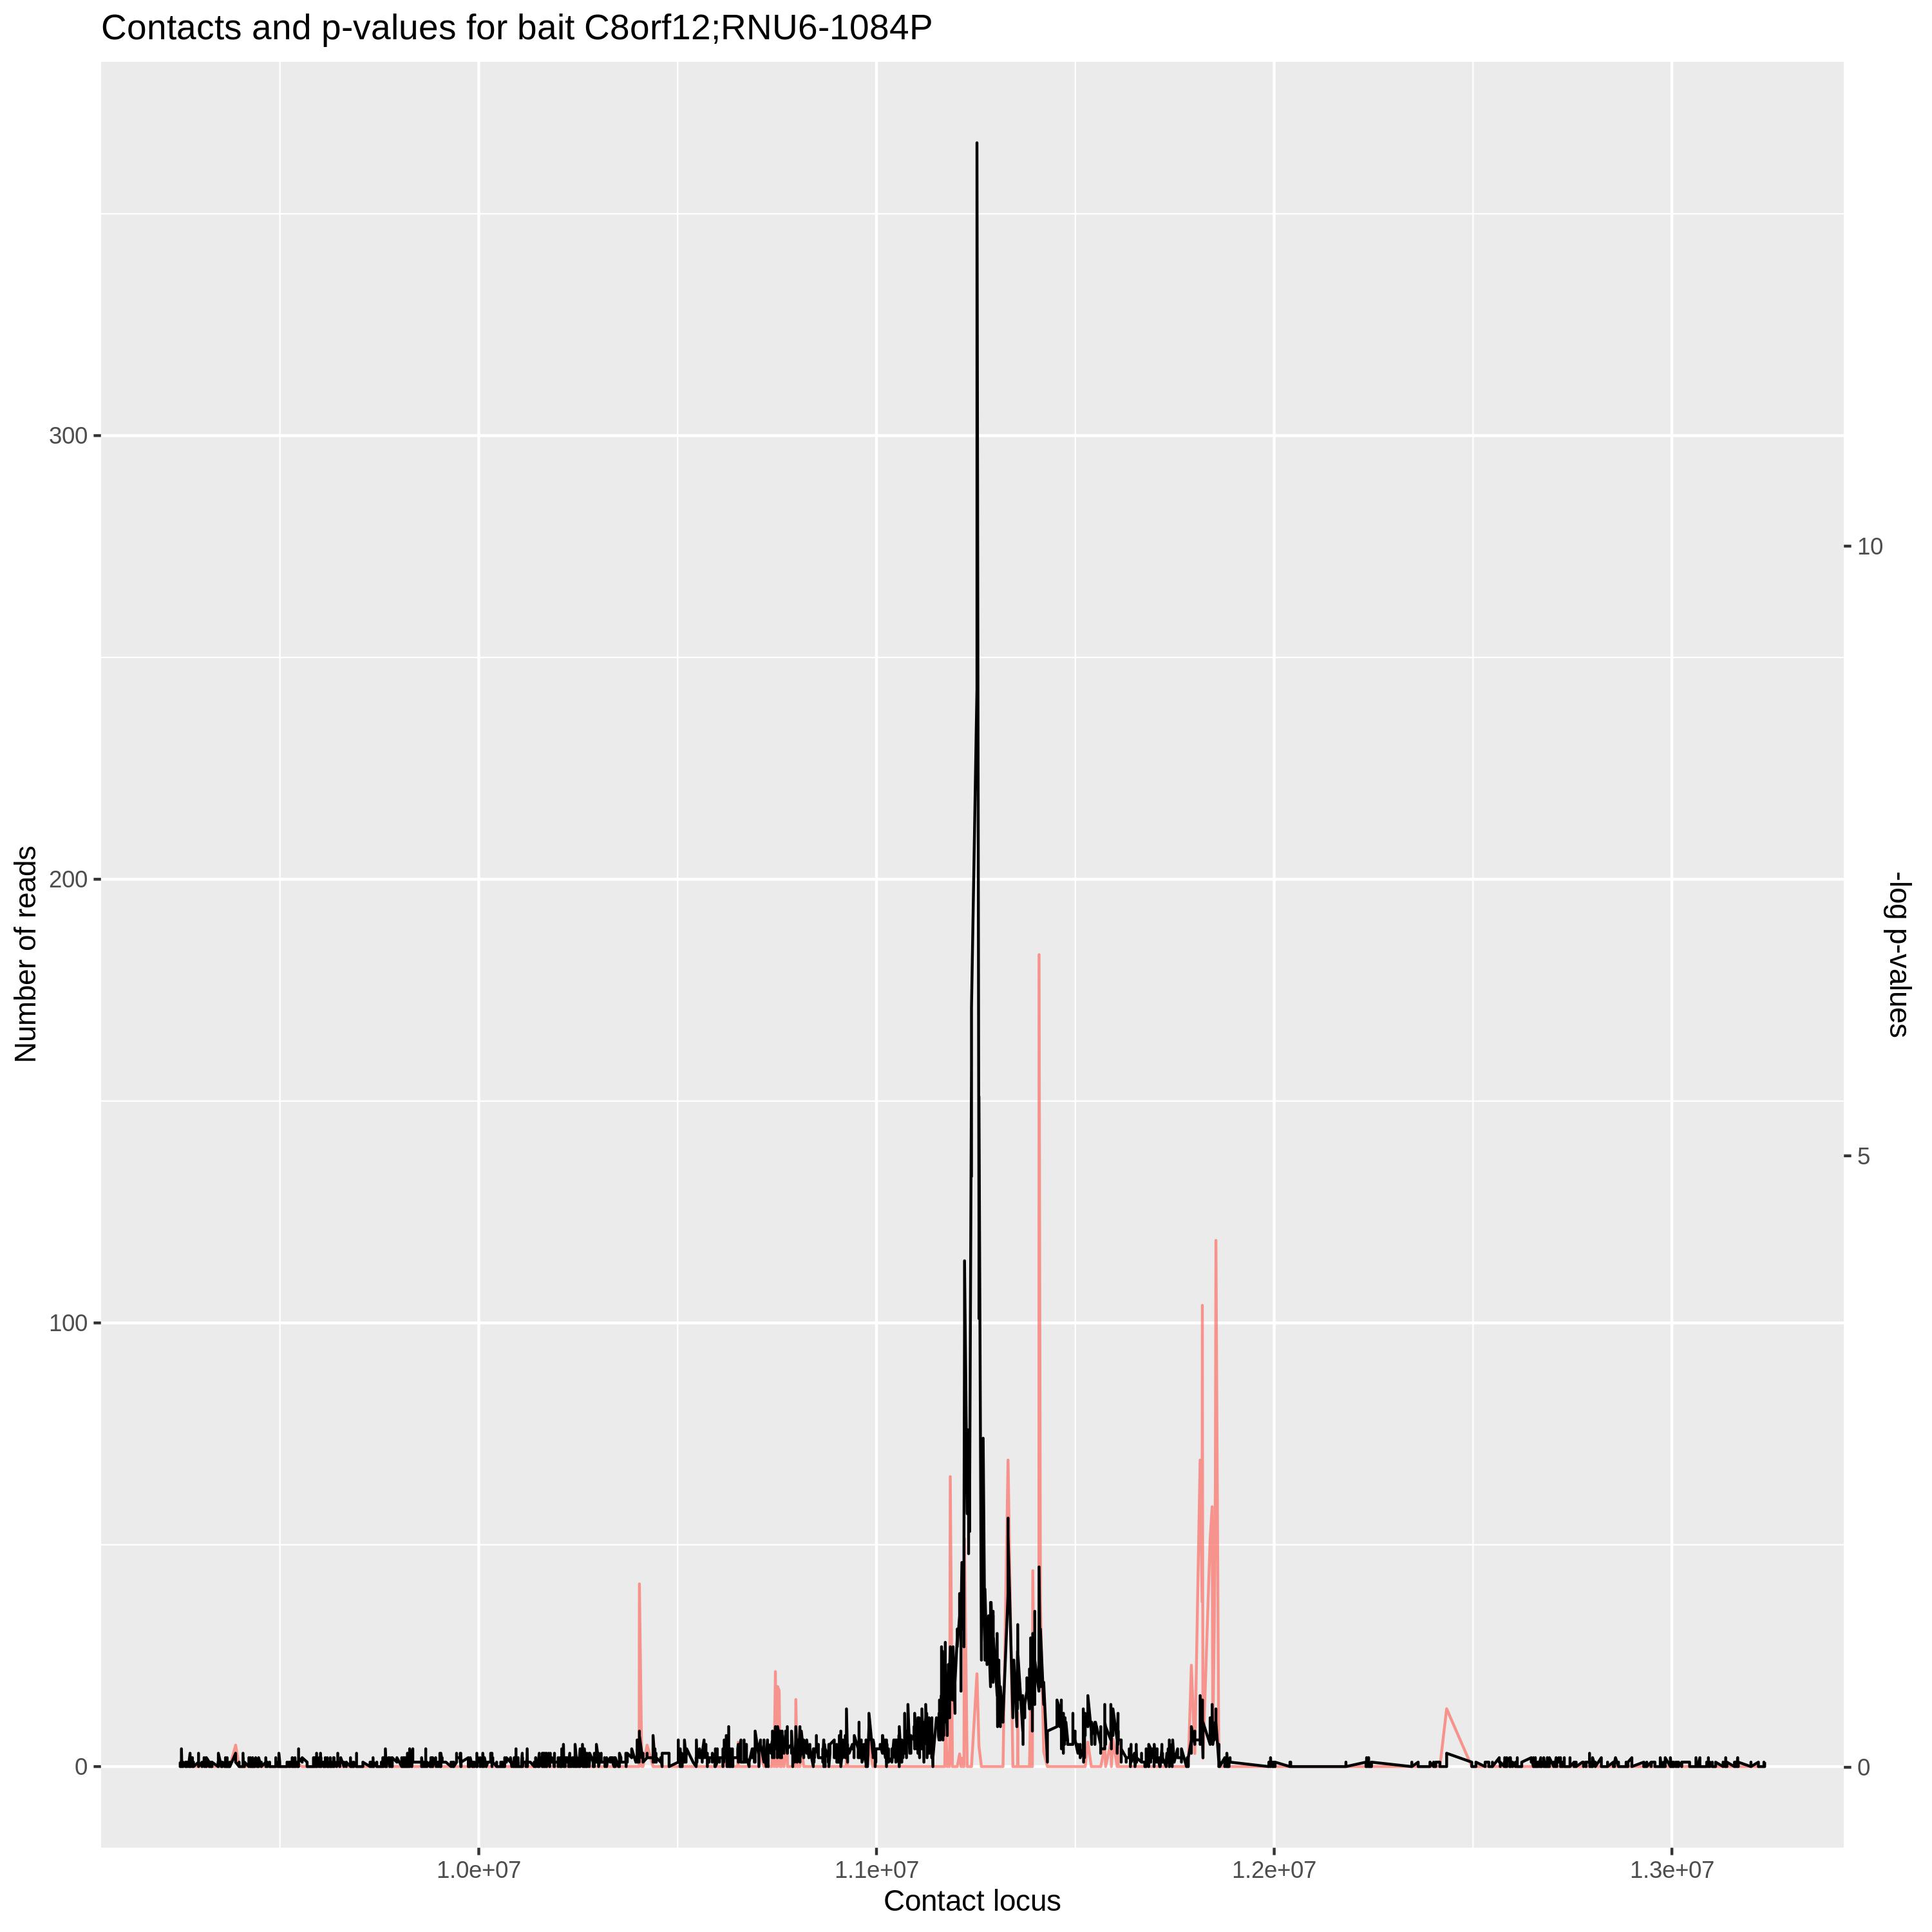 Contacts and p-values for bait C8orf12;RNU6-1084P
300
200
100
0
Number of reads
10
5
0
-log p-values
1.0e+07
1.1e+07
1.2e+07
1.3e+07
Contact locus